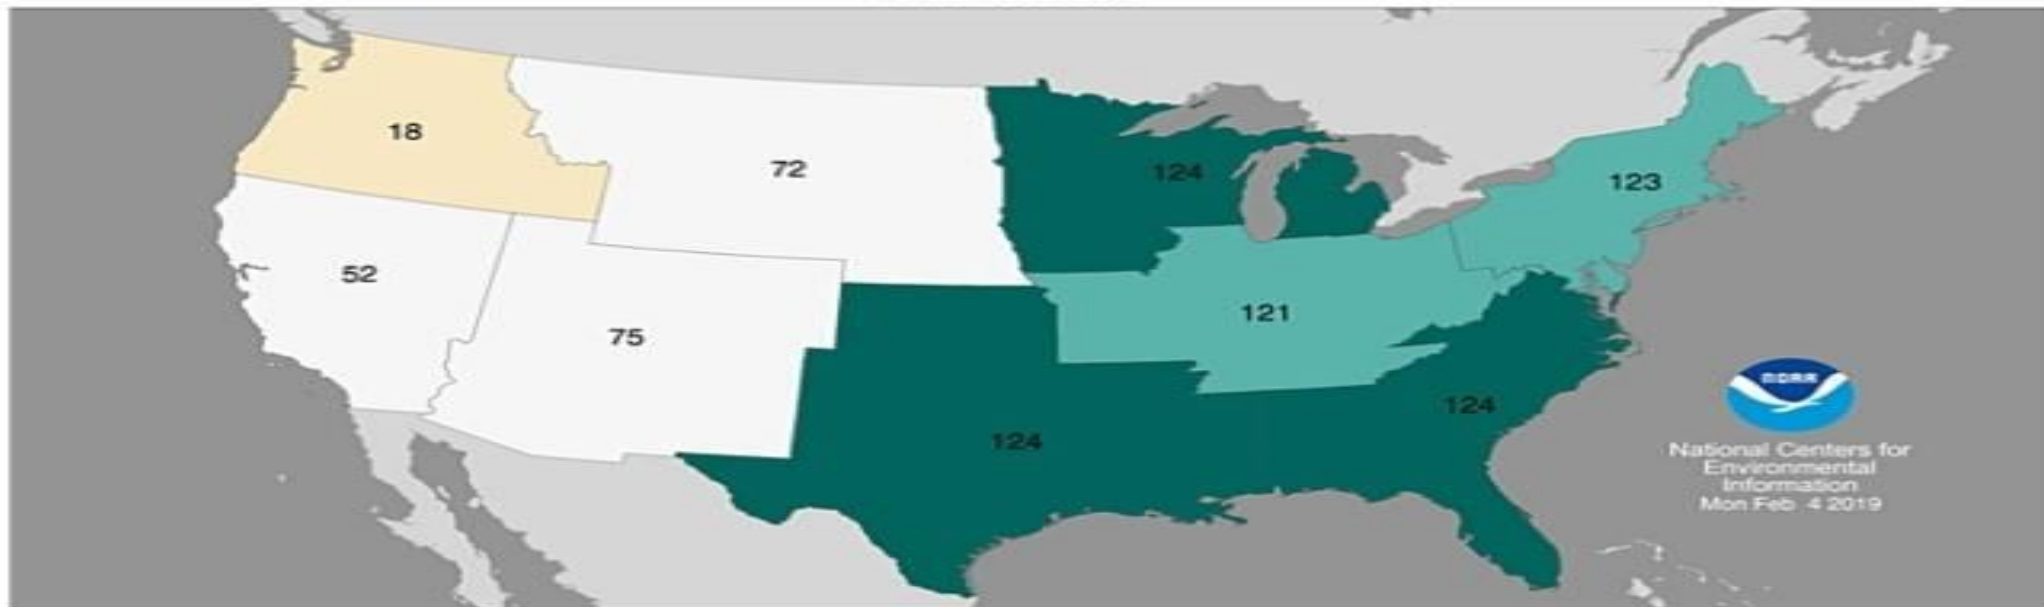 18
72
124
123
52
75
121
124
124
NOAA
National Centers for
Environmental
Information
Mon Feb 4 2019